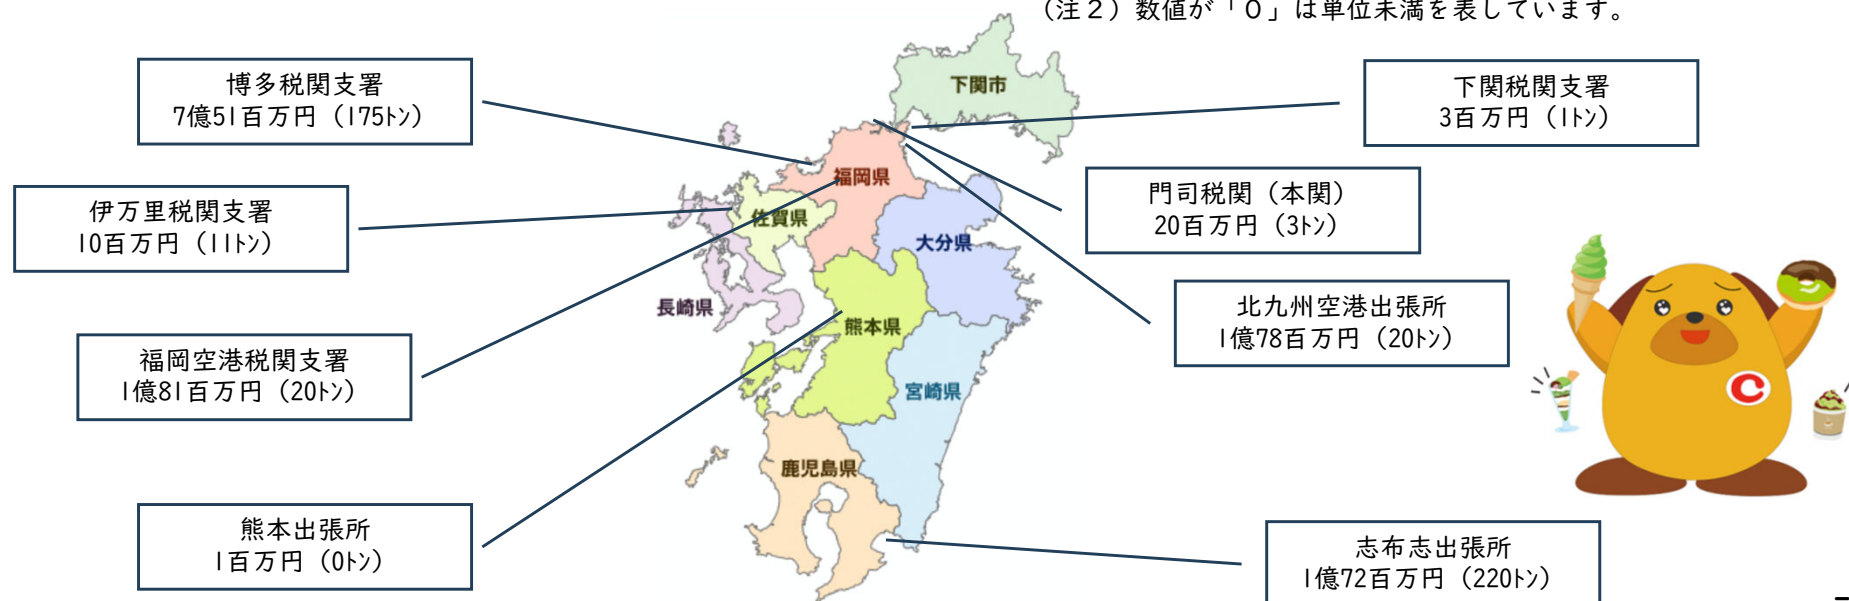 (注2)数値が「0」は単位未満を表しています。
博多税関支署
7億51百万円(175トン)
下関市
下関税関支署
3百万円(1トン)
福岡県
門司税関(本関)
20百万円(3トン)
伊万里税関支署
10百万円(11トン)
佐賀県
大分県
長崎県
熊本県
北九州空港出張所
1億78百万円(20トン)
福岡空港税関支署
1億81百万円(20トン)
宮崎県
鹿児島県
熊本出張所
1百万円(0トン)
志布志出張所
1億72百万円(220トン)
C